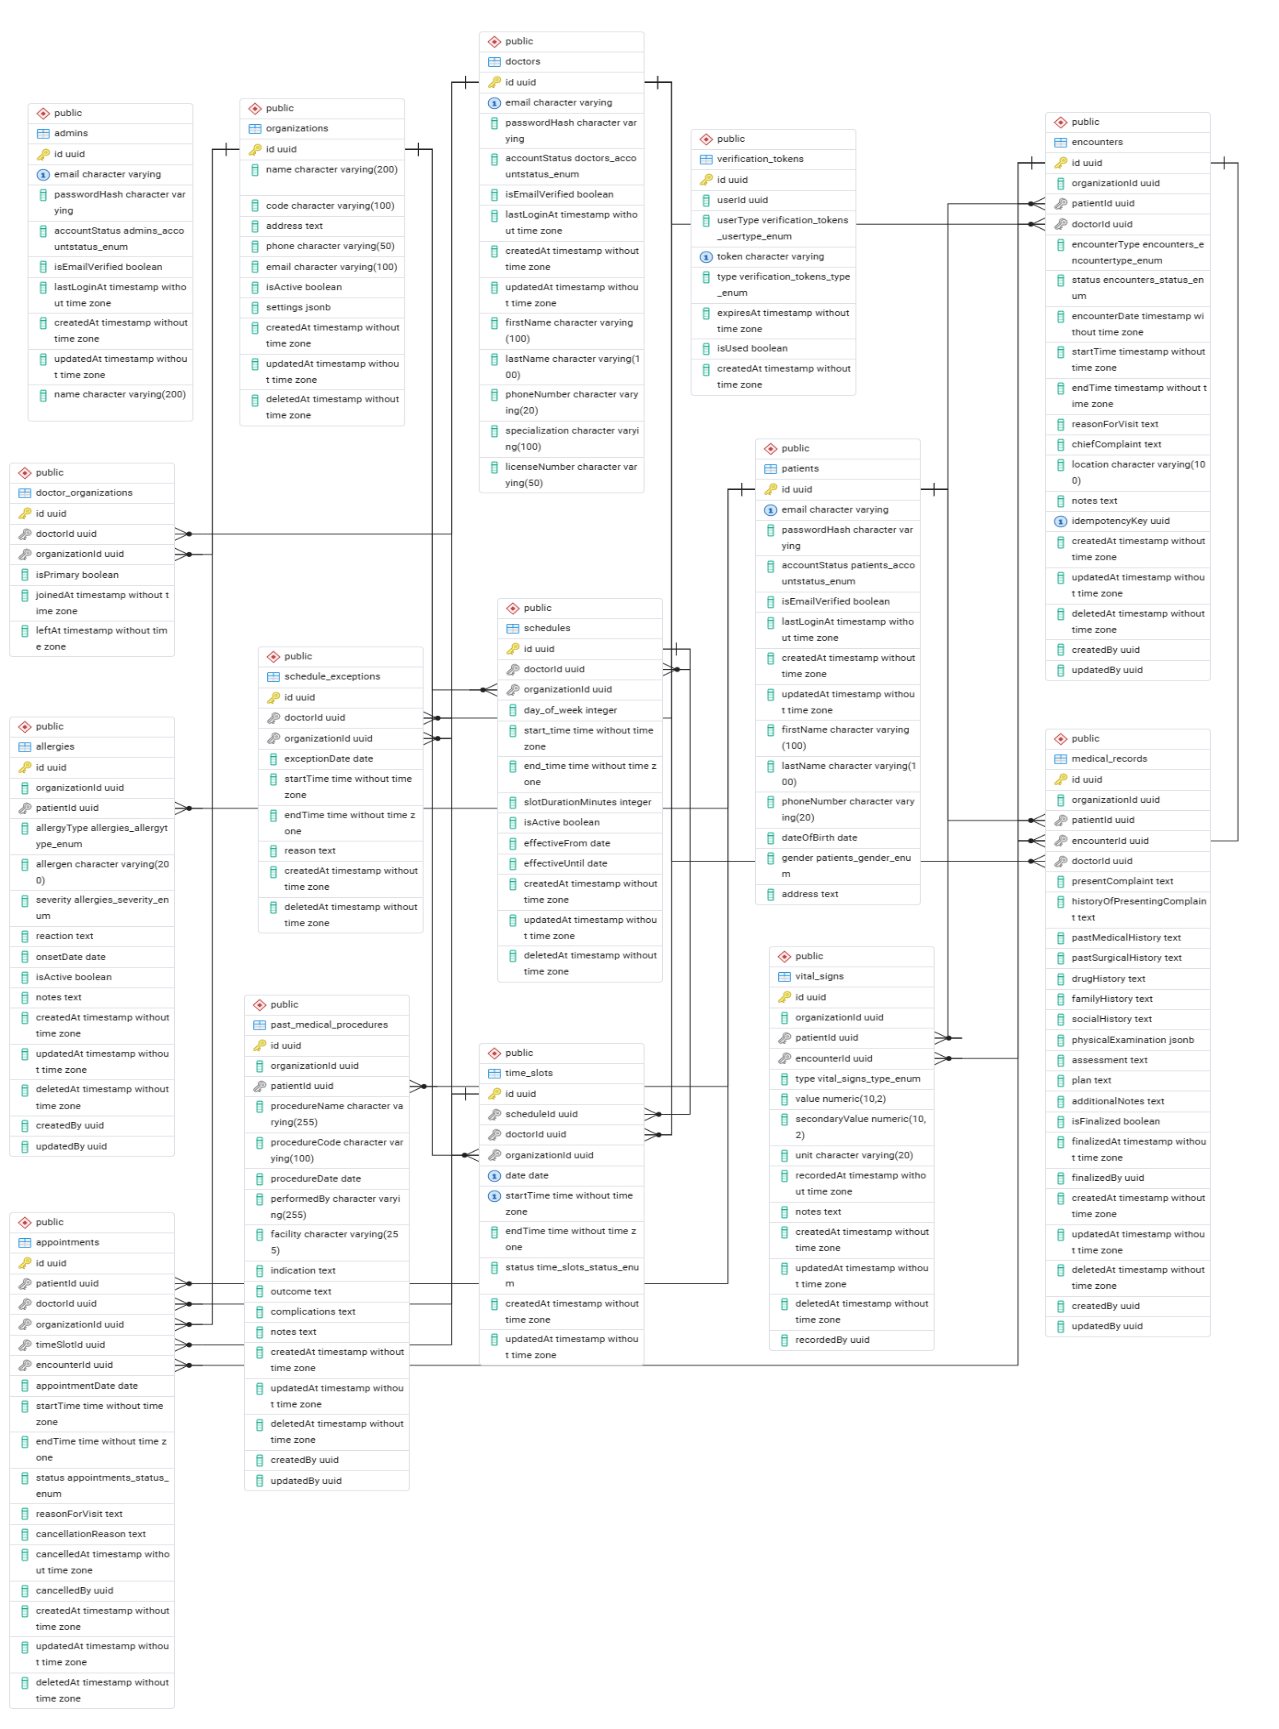 public
doctors
id uuid
email character varying
passwordHash character var
ying
accountStatus doctors_acco
untstatus_enum
isEmailVerified boolean
lastLoginAt timestamp witho
ut time zone
createdAt timestamp without
time zone
updatedAt timestamp withou
t time zone
firstName character varying
(100)
lastName character varying(1
00)
phoneNumber character vary
ing(20)
specialization character varyi
ng(100)
licenseNumber character var
ying(50)
public
admins
id uuid
email character varying
passwordHash character var
ying
accountStatus admins_acco
untstatus_enum
isEmailVerified boolean
lastLoginAt timestamp witho
ut time zone
createdAt timestamp without
time zone
updatedAt timestamp withou
t time zone
name character varying(200)
public
organizations
id uuid
name character varying(200)
code character varying(100)
address text
phone character varying(50)
email character varying(100)
isActive boolean
settings jsonb
createdAt timestamp without
time zone
updatedAt timestamp withou
t time zone
deletedAt timestamp without
time zone
public
verification_tokens
id uuid
userId uuid
userType verification_tokens
_usertype_enum
token character varying
type verification_tokens_type
_enum
expiresAt timestamp without
time zone
isUsed boolean
createdAt timestamp without
time zone
public
encounters
id uuid
organizationId uuid
patientId uuid
doctorId uuid
encounterType encounters_e
ncountertype_enum
status encounters_status_en
um
encounterDate timestamp wi
thout time zone
startTime timestamp without
time zone
endTime timestamp without t
ime zone
reasonForVisit text
chiefComplaint text
location character varying(10
0)
notes text
idempotencyKey uuid
createdAt timestamp without
time zone
updatedAt timestamp withou
t time zone
deletedAt timestamp without
time zone
createdBy uuid
updatedBy uuid
public
doctor_organizations
id uuid
doctorId uuid
organizationId uuid
isPrimary boolean
joinedAt timestamp without t
ime zone
leftAt timestamp without tim
e zone
public
patients
id uuid
email character varying
passwordHash character var
ying
accountStatus patients_acco
untstatus_enum
isEmailVerified boolean
lastLoginAt timestamp witho
ut time zone
createdAt timestamp without
time zone
updatedAt timestamp withou
t time zone
firstName character varying
(100)
lastName character varying(1
00)
phoneNumber character vary
ing(20)
dateOfBirth date
gender patients_gender_enu
m
address text
public
schedules
id uuid
doctorId uuid
organizationId uuid
day_of_week integer
start_time time without time
zone
end_time time without time z
one
slotDurationMinutes integer
isActive boolean
effectiveFrom date
effectiveUntil date
createdAt timestamp without
time zone
updatedAt timestamp withou
t time zone
deletedAt timestamp without
time zone
public
schedule_exceptions
id uuid
doctorId uuid
organizationId uuid
exceptionDate date
startTime time without time
zone
endTime time without time z
one
reason text
createdAt timestamp without
time zone
deletedAt timestamp without
time zone
public
allergies
id uuid
organizationId uuid
patientId uuid
allergyType allergies_allergyt
ype_enum
allergen character varying(20
0)
severity allergies_severity_en
um
reaction text
onsetDate date
isActive boolean
notes text
createdAt timestamp without
time zone
updatedAt timestamp withou
t time zone
deletedAt timestamp without
time zone
createdBy uuid
updatedBy uuid
public
medical_records
id uuid
organizationId uuid
patientId uuid
encounterId uuid
doctorId uuid
presentComplaint text
historyOfPresentingComplain
t text
pastMedicalHistory text
pastSurgicalHistory text
drugHistory text
familyHistory text
socialHistory text
physicalExamination jsonb
assessment text
plan text
additionalNotes text
isFinalized boolean
finalizedAt timestamp withou
t time zone
finalizedBy uuid
createdAt timestamp without
time zone
updatedAt timestamp withou
t time zone
deletedAt timestamp without
time zone
createdBy uuid
updatedBy uuid
public
vital_signs
id uuid
organizationId uuid
patientId uuid
encounterId uuid
type vital_signs_type_enum
value numeric(10,2)
secondaryValue numeric(10,
2)
unit character varying(20)
recordedAt timestamp witho
ut time zone
notes text
createdAt timestamp without
time zone
updatedAt timestamp withou
t time zone
deletedAt timestamp without
time zone
recordedBy uuid
public
past_medical_procedures
id uuid
organizationId uuid
patientId uuid
procedureName character va
rying(255)
procedureCode character var
ying(100)
procedureDate date
performedBy character varyi
ng(255)
facility character varying(25
5)
indication text
outcome text
complications text
notes text
createdAt timestamp without
time zone
updatedAt timestamp withou
t time zone
deletedAt timestamp without
time zone
createdBy uuid
updatedBy uuid
public
time_slots
id uuid
scheduleId uuid
doctorId uuid
organizationId uuid
date date
startTime time without time
zone
endTime time without time z
one
status time_slots_status_enu
m
createdAt timestamp without
time zone
updatedAt timestamp withou
t time zone
public
appointments
id uuid
patientId uuid
doctorId uuid
organizationId uuid
timeSlotId uuid
encounterId uuid
appointmentDate date
startTime time without time
zone
endTime time without time z
one
status appointments_status_
enum
reasonForVisit text
cancellationReason text
cancelledAt timestamp witho
ut time zone
cancelledBy uuid
createdAt timestamp without
time zone
updatedAt timestamp withou
t time zone
deletedAt timestamp without
time zone